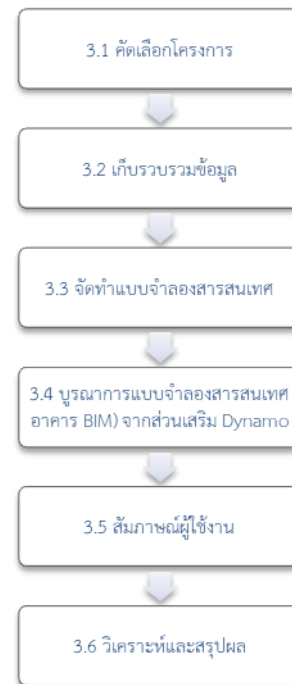 3.1 คัดเลือกโครงการ
3.2 เก็บรวบรวมข้อมูล
3.3 จัดทำแบบจำลองสารสนเทศ
3.4 บูรณาการแบบจำลองสารสนเทศ
อาคาร BIM) จากส่วนเสริม Dynamo
3.5 สัมภาษณ์ผู้ใช้งาน
3.6 วิเคราะห์และสรุปผล